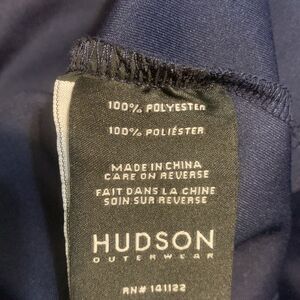 100% POLYESTER
100% POLIÉSTER
MADE IN CHINA
CARE ON REVERSE
FAIT DANS LA CHINE
SOIN SUR REVERSE
HUDSON
OUTERWEAR
RN# 141122